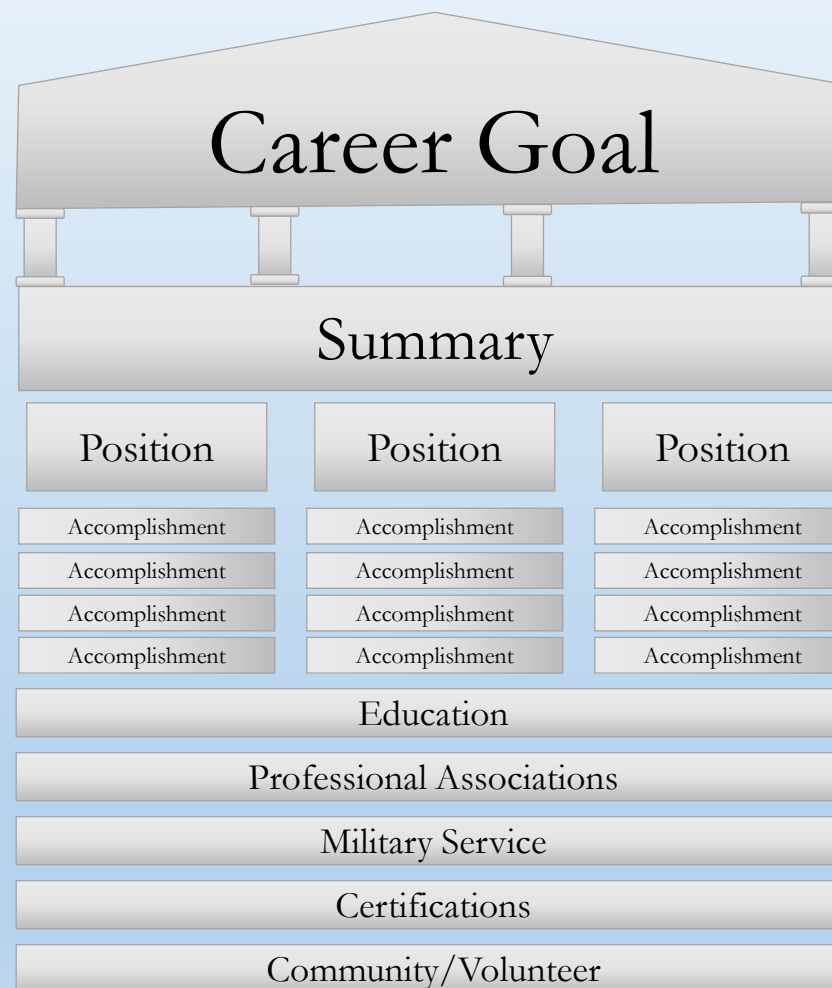 Career Goal
Summary
Position Position Position
Accomplishment Accomplishment Accomplishment
Accomplishment Accomplishment Accomplishment
Accomplishment Accomplishment Accomplishment
Accomplishment Accomplishment Accomplishment
Education
Professional Associations
Military Service
Certifications
Community/Volunteer